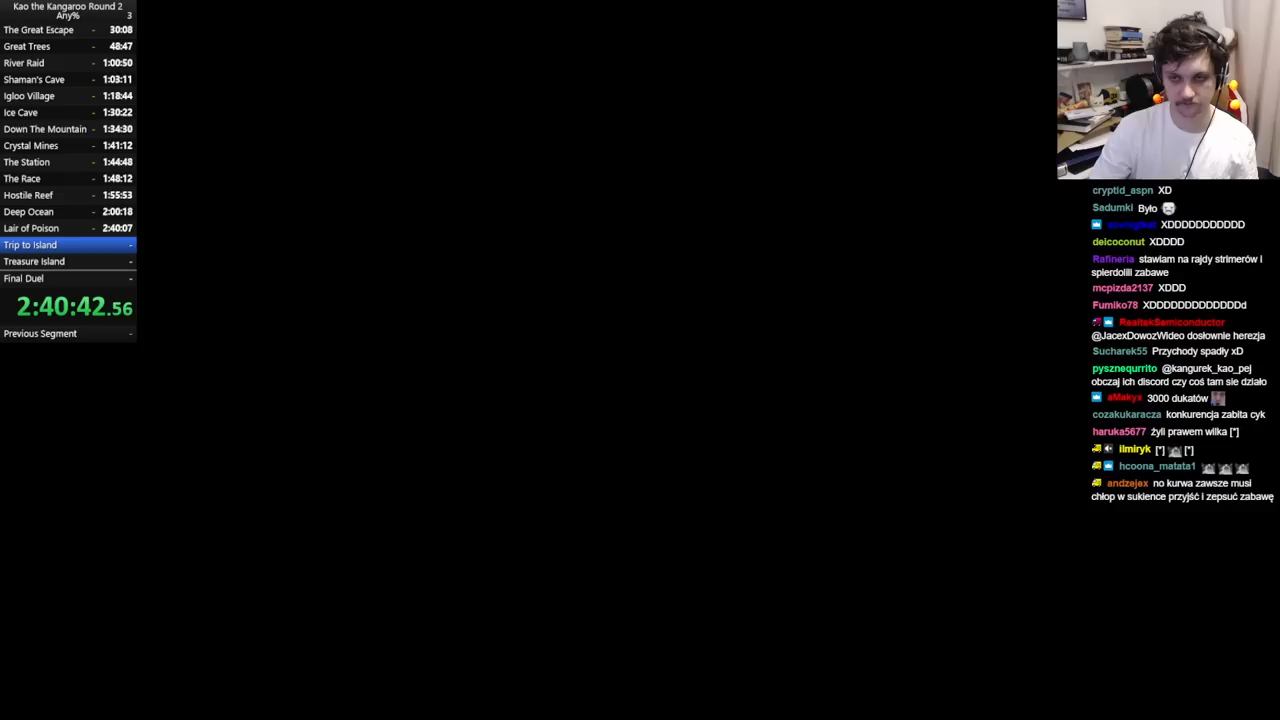 Kao the Kangaroo Round 2
Any% 3
The Great Escape - 30:08
Great Trees - 48:47
River Raid - 1:00:50
Shaman's Cave - 1:03:11
Igloo Village - 1:18:44
Ice Cave - 1:30:22
Down The Mountain - 1:34:30
Crystal Mines - 1:41:12
The Station - 1:44:48
The Race - 1:48:12
Hostile Reef - 1:55:53
Deep Ocean - 2:00:18
Lair of Poison - 2:40:07
Trip to Island -
Treasure Island -
Final Duel -
2:40:42.56
Previous Segment -
cryptid_aspn XD
Sadumki Było
XDDDDDDDDDDD
deicoconut XDDDD
Rafineria stawiam na rajdy strimerów i
spierdolili zabawe
mcpizda2137 XDDD
Fumiko78 XDDDDDDDDDDDDDd
RealtekSemiconductor
@JacexDowozWideo dosłownie herezja
Sucharek55 Przychody spadły xD
pysznequrrito @kangurek_kao_pej
obczaj ich discord czy coś tam sie działo
aMakyx 3000 dukatów
cozakukaracza konkurencja zabita cyk
haruka5677 żyli prawem wilka [*]
ilmiryk [*] [*]
hcoona_matata1
andzejex no kurwa zawsze musi
chłop w sukience przyjść i zepsuć zabawę